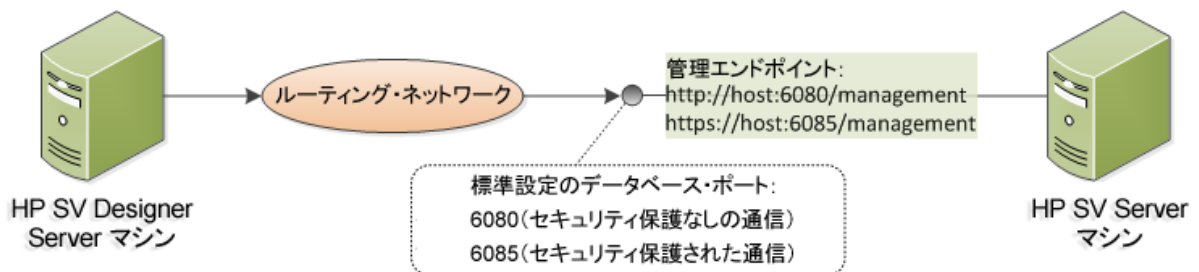 HP SV Designer
Server マシン
ルーティング・ネットワーク
管理エンドポイント:
http://host:6080/management
https://host:6085/management
標準設定のデータベース・ポート:
6080(セキュリティ保護なしの通信)
6085(セキュリティ保護された通信)
HP SV Server
マシン